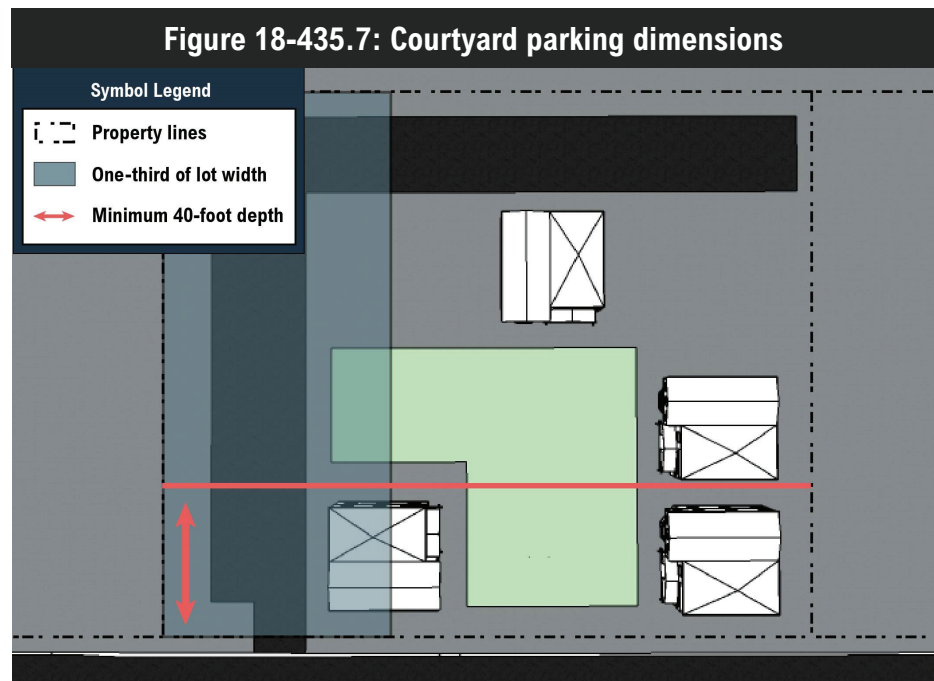 Figure 18-435.7: Courtyard parking dimensions
Symbol Legend
Property lines
One-third of lot width
Minimum 40-foot depth